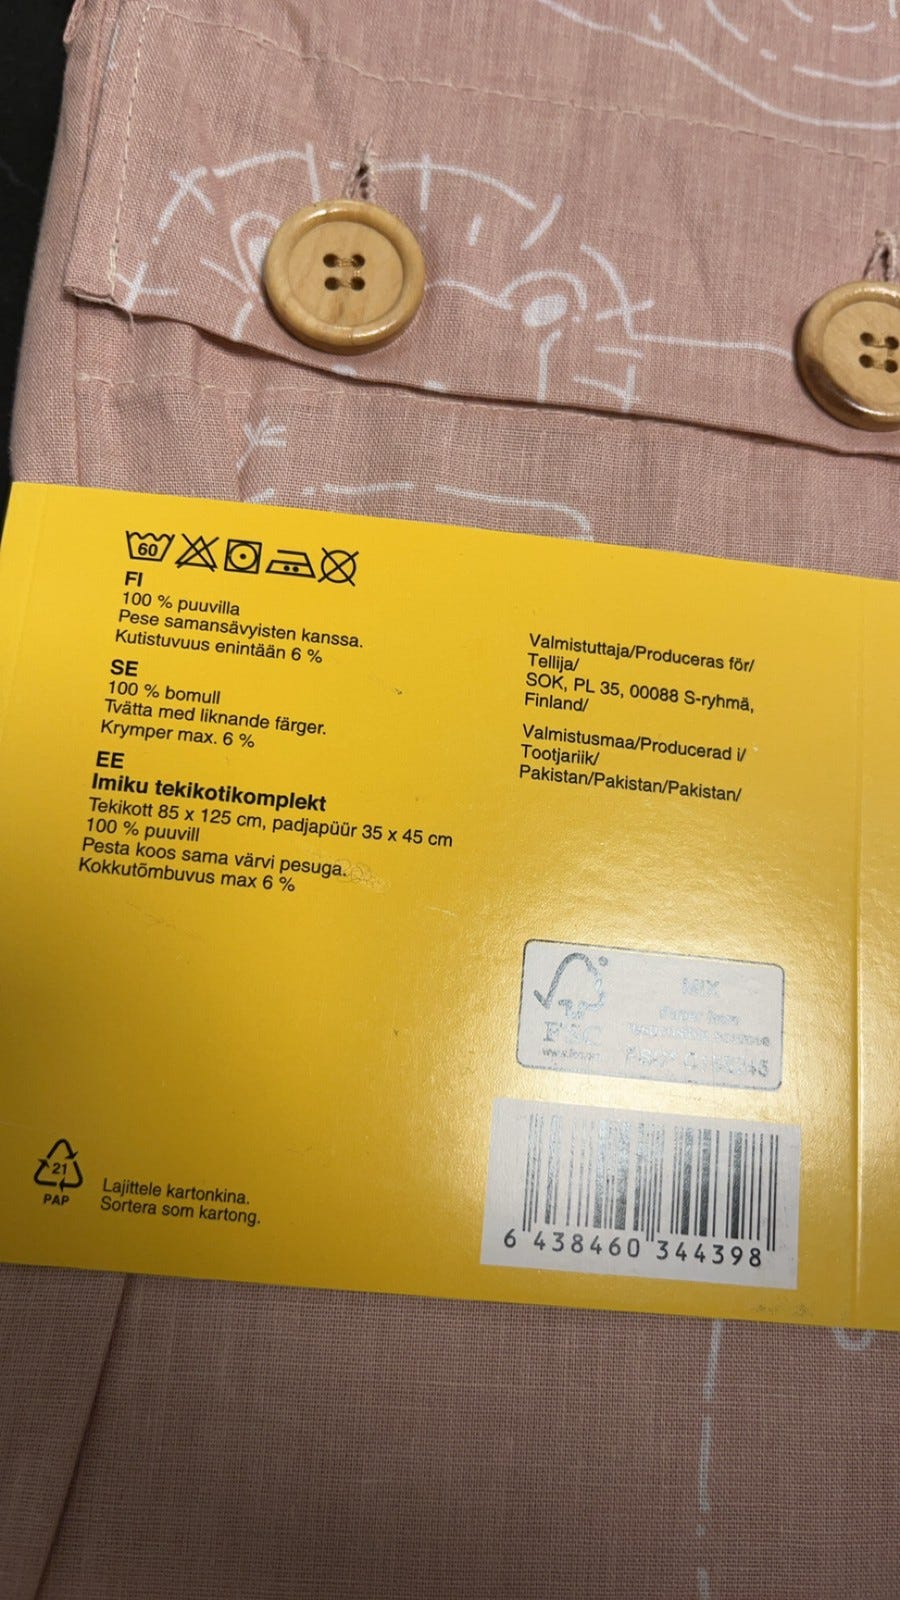 60
FI
100 % puuvilla
Pese samansävyisten kanssa.
Kutistuvuus enintään 6 %
SE
100 % bomull
Tvätta med liknande färger.
Krymper max. 6 %
EE
Imiku tekikotikomplekt
Tekikott 85 x 125 cm, padjapüür 35 x 45 cm
100 % puuvill
Pesta koos sama värvi pesuga.
Kokkutõmbuvus max 6 %
Valmistuttaja/Produceras för/
Tellija/
SOK, PL 35, 00088 S-ryhmä,
Finland/
Valmistusmaa/Producerad i/
Tootjariik/
Pakistan/Pakistan/Pakistan/
FSC
MIX
21
PAP
Lajittele kartonkina.
Sortera som kartong.
6 438460 344398